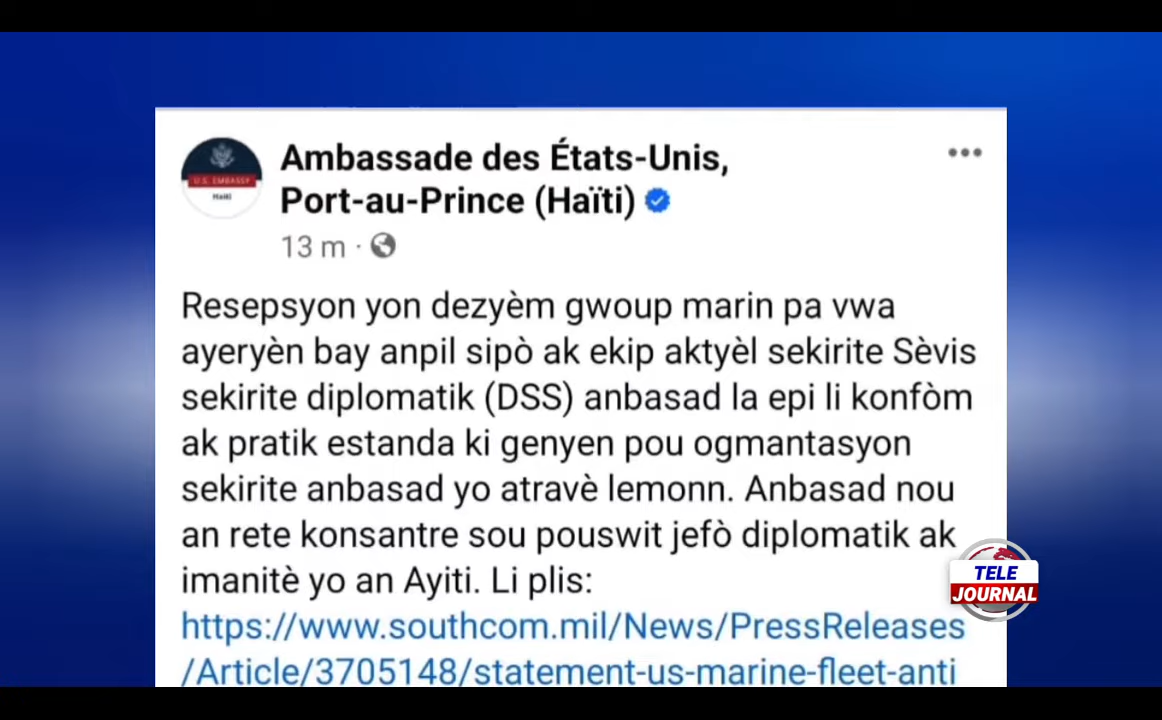 Ambassade des États-Unis,
Port-au-Prince (Haïti)
13 m ·
U.S. EMBASSY
Haiti
Resepsyon yon dezyèm gwoup marin pa vwa
ayeryèn bay anpil sipò ak ekip aktyèl sekirite Sèvis
sekirite diplomatik (DSS) anbasad la epi li konfòm
ak pratik estanda ki genyen pou ogmantasyon
sekirite anbasad yo atravè lemonn. Anbasad nou
an rete konsantre sou pouswit jefò diplomatik ak
imanitè yo an Ayiti. Li plis:
https://www.southcom.mil/News/PressReleases
/Article/3705148/statement-us-marine-fleet-anti
TELE
JOURNAL